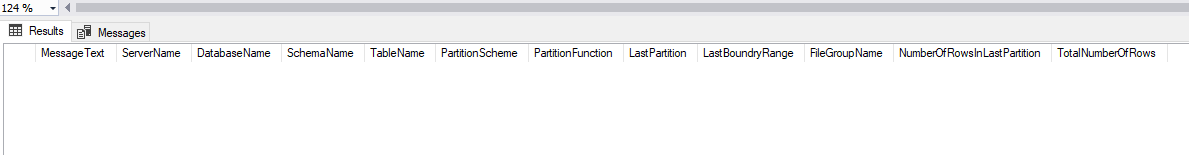 124 %
Results Messages
MessageText ServerName DatabaseName SchemaName TableName PartitionScheme PartitionFunction LastPartition LastBoundryRange FileGroupName NumberOfRowsInLastPartition TotalNumberOfRows